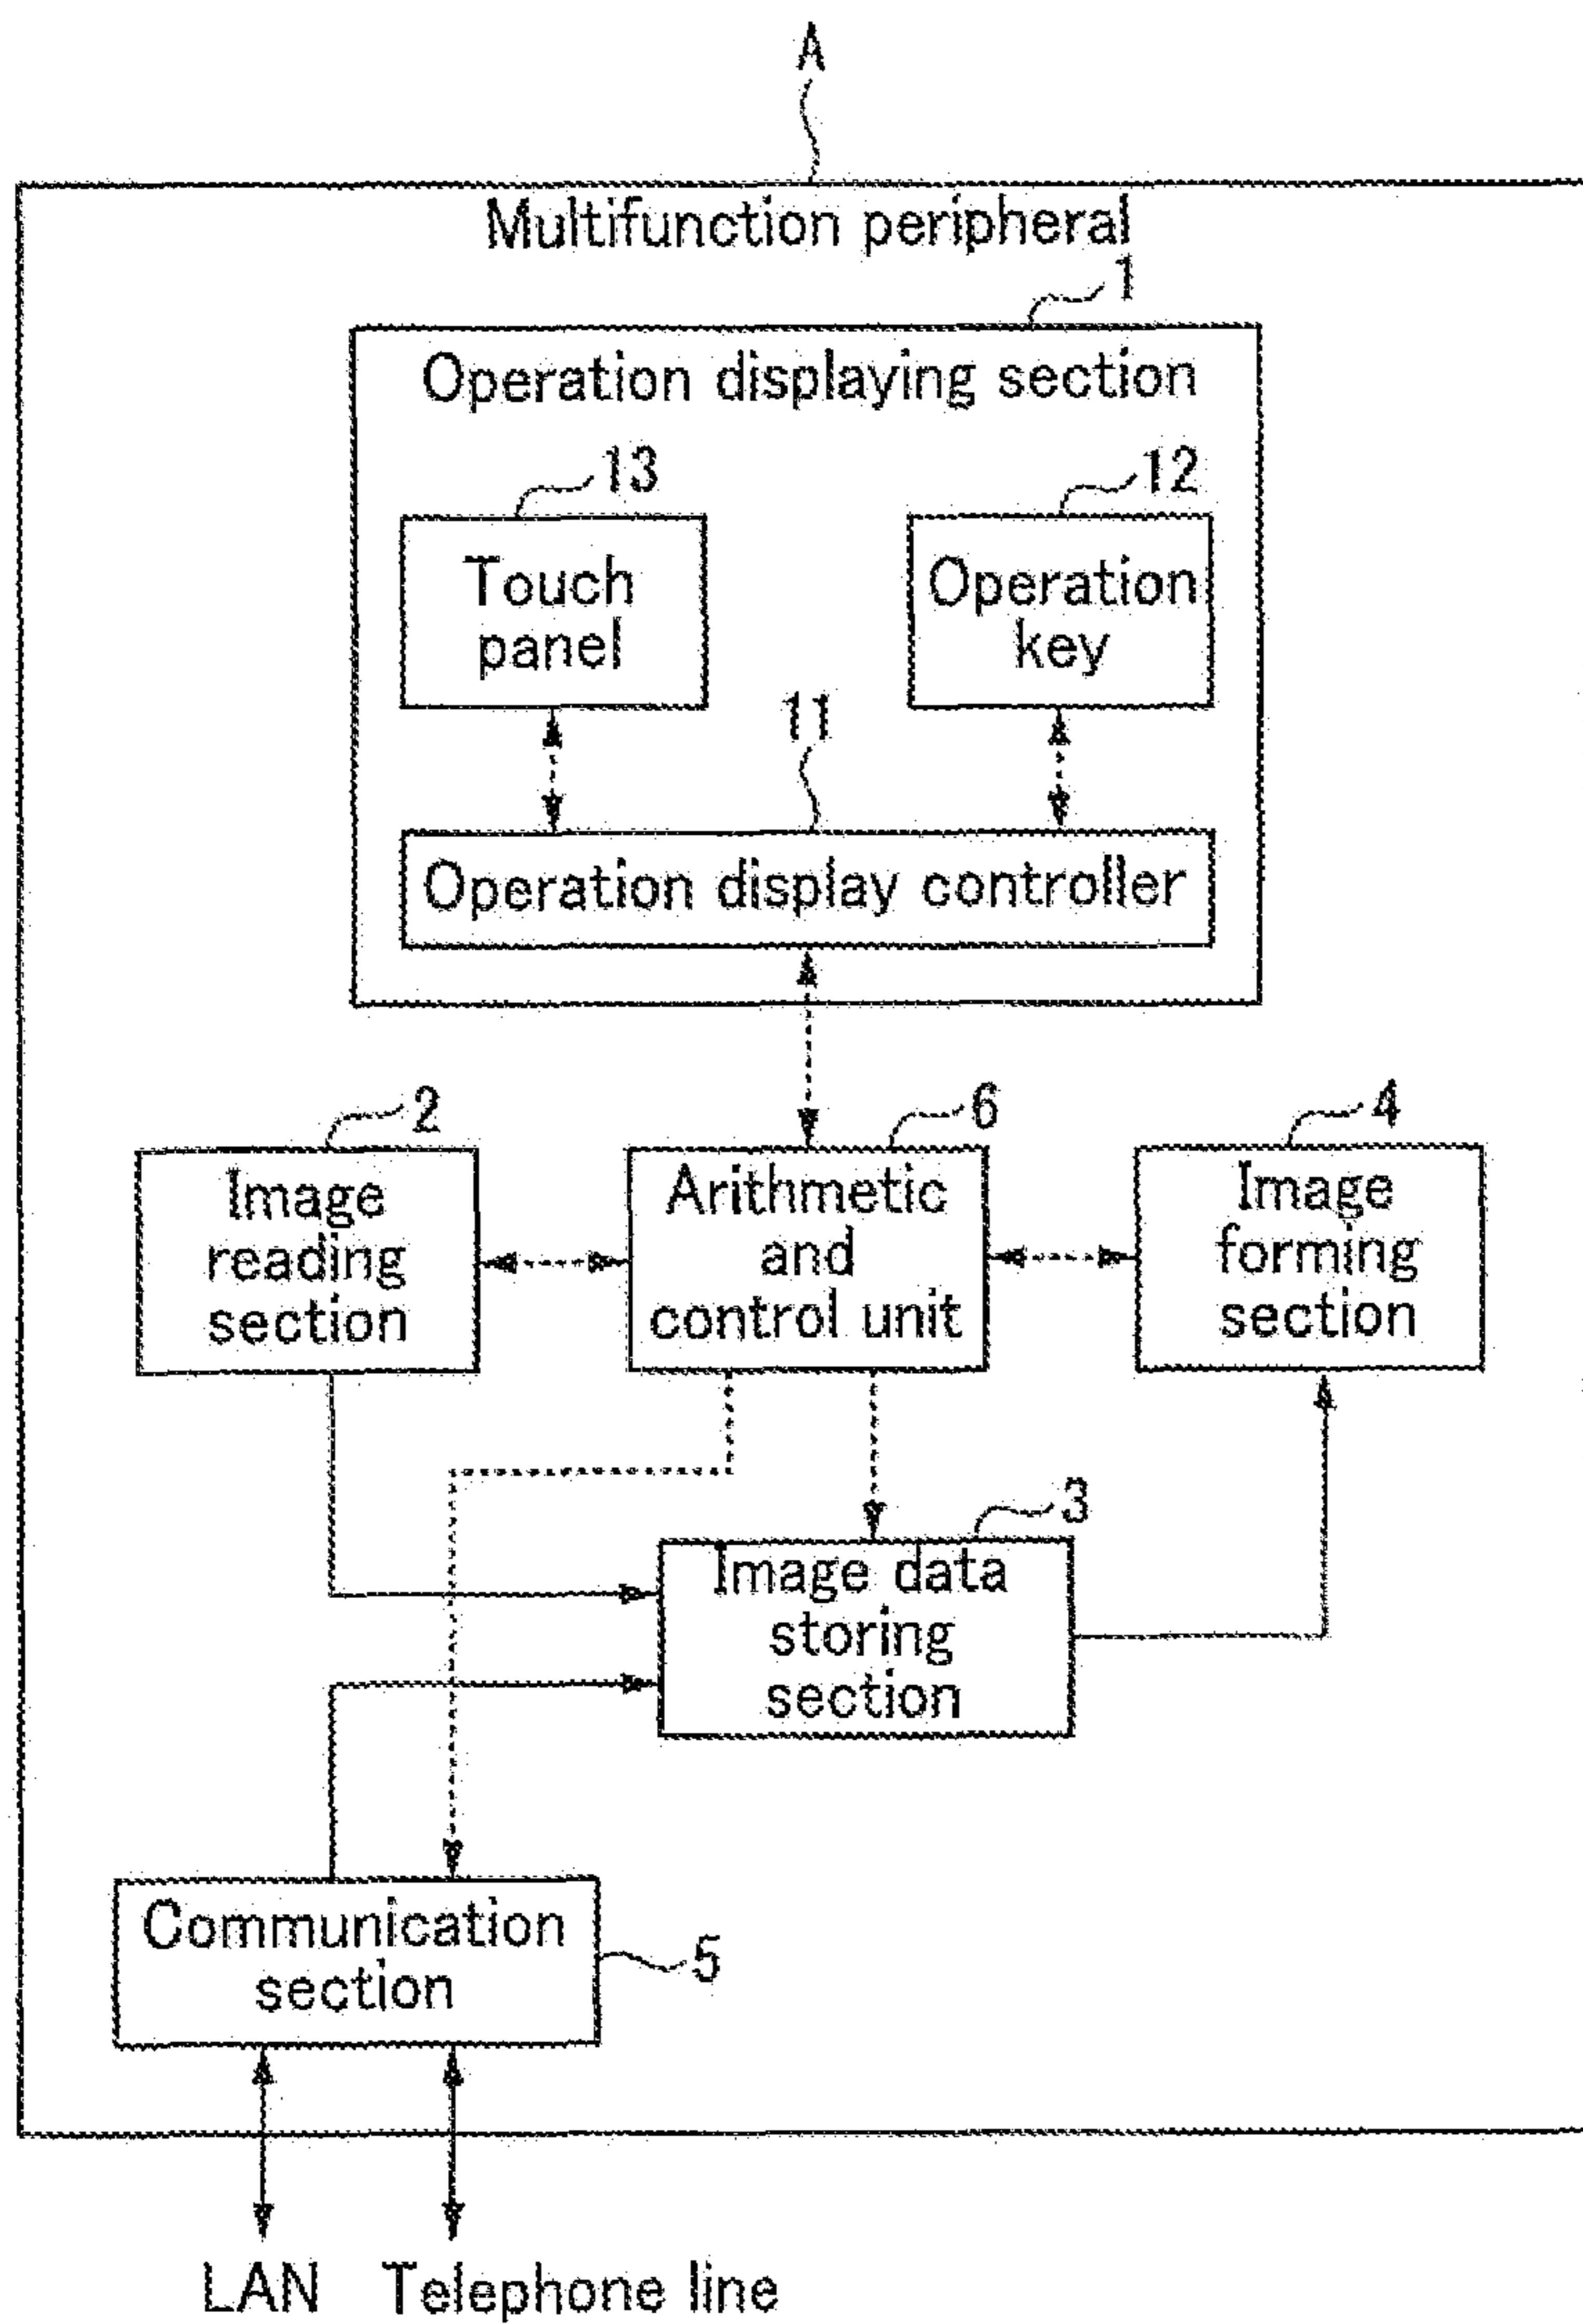 A
Multifunction peripheral
1
Operation displaying section
13
12
Touch
panel
Operation
key
11
Operation display controller
2
6
4
Image
reading
section
Arithmetic
and
control unit
Image
forming
section
3
Image data
storing
section
Communication
section
5
LAN
Telephone line